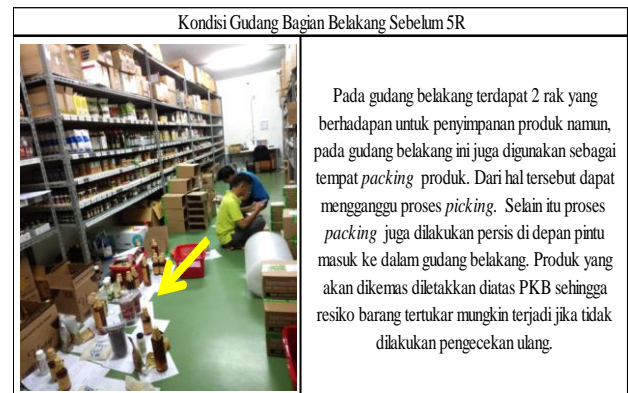 Kondisi Gudang Bagian Belakang Sebelum 5R
Pada gudang belakang terdapat 2 rak yang
berhadapan untuk penyimpanan produk namun,
pada gudang belakang ini juga digunakan sebagai
tempat packing produk. Dari hal tersebut dapat
mengganggu proses picking. Selain itu proses
packing juga dilakukan persis di depan pintu
masuk ke dalam gudang belakang. Produk yang
akan dikemas diletakkan diatas PKB sehingga
resiko barang tertukar mungkin terjadi jika tidak
dilakukan pengecekan ulang.